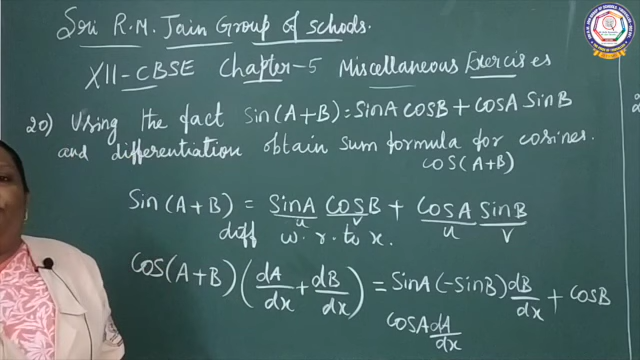 Sri R.M. Jain Group of schools.
XII-CBSE Chapter-5 Miscellaneous Exercises
20) Using the fact Sin(A+B)=SinA CosB + CosA SinB
and differentiation obtain sum formula for cosines.
COS(A+B)
Sin(A+B) = SinA CosB + CosA SinB
u v u v
diff w.r.to x.
COS(A+B)(dA/dx + dB/dx) = SinA(-SinB) dB/dx + COSB
COSA dA/dx